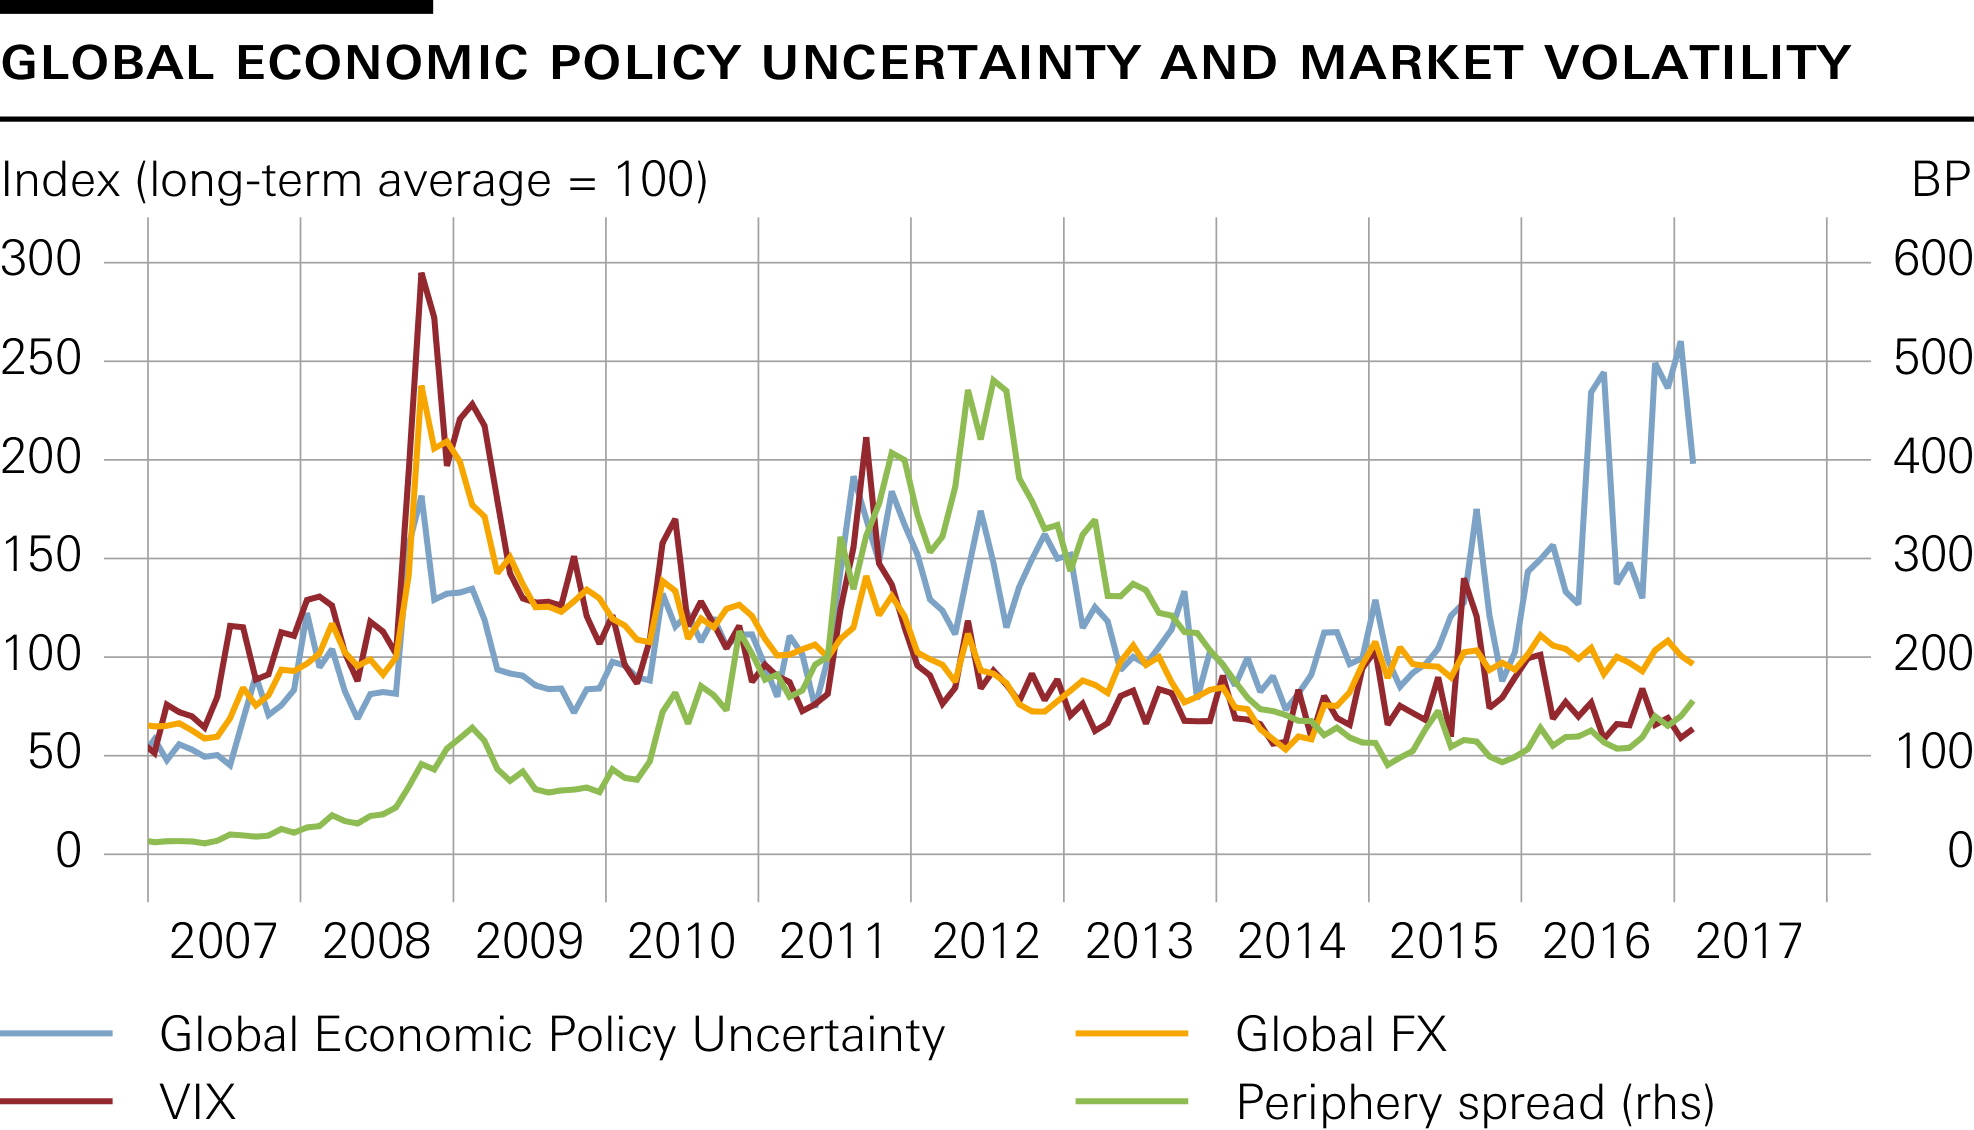 GLOBAL ECONOMIC POLICY UNCERTAINTY AND MARKET VOLATILITY
Index (long-term average = 100) BP
300 600
250 500
200 400
150 300
100 200
50 100
0 0
2007 2008 2009 2010 2011 2012 2013 2014 2015 2016 2017
Global Economic Policy Uncertainty Global FX
VIX Periphery spread (rhs)